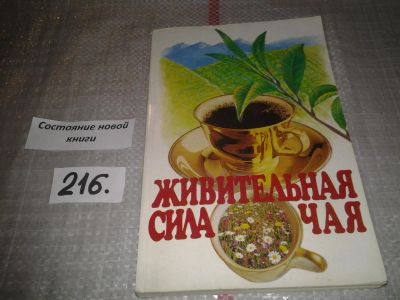 Состояние новой
книги
216.
ЖИВИТЕЛЬНАЯ
СИЛА ЧАЯ